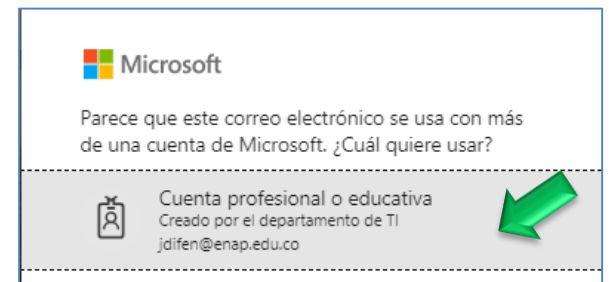 Microsoft
Parece que este correo electrónico se usa con más
de una cuenta de Microsoft. ¿Cuál quiere usar?
Cuenta profesional o educativa
Creado por el departamento de TI
jdifen@enap.edu.co